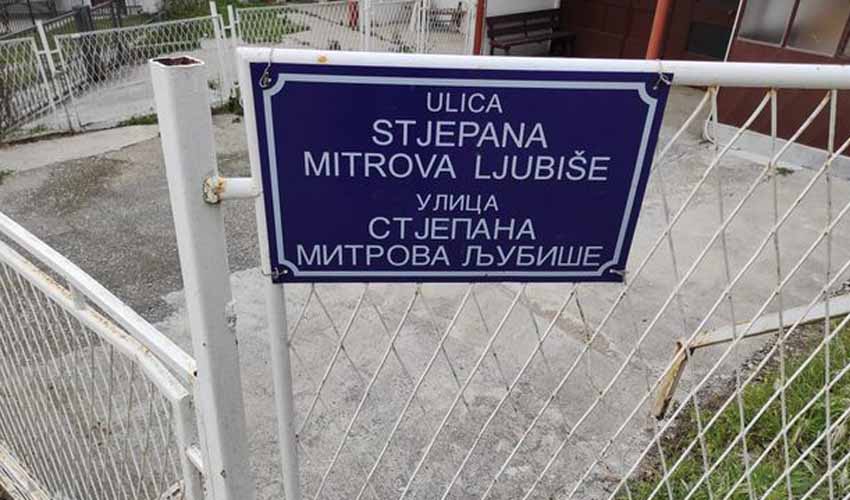 ULICA
STJEPANA
MITROVA LJUBIŠE
УЛИЦА
СТЈЕПАНА
МИТРОВА ЉУБИШЕ